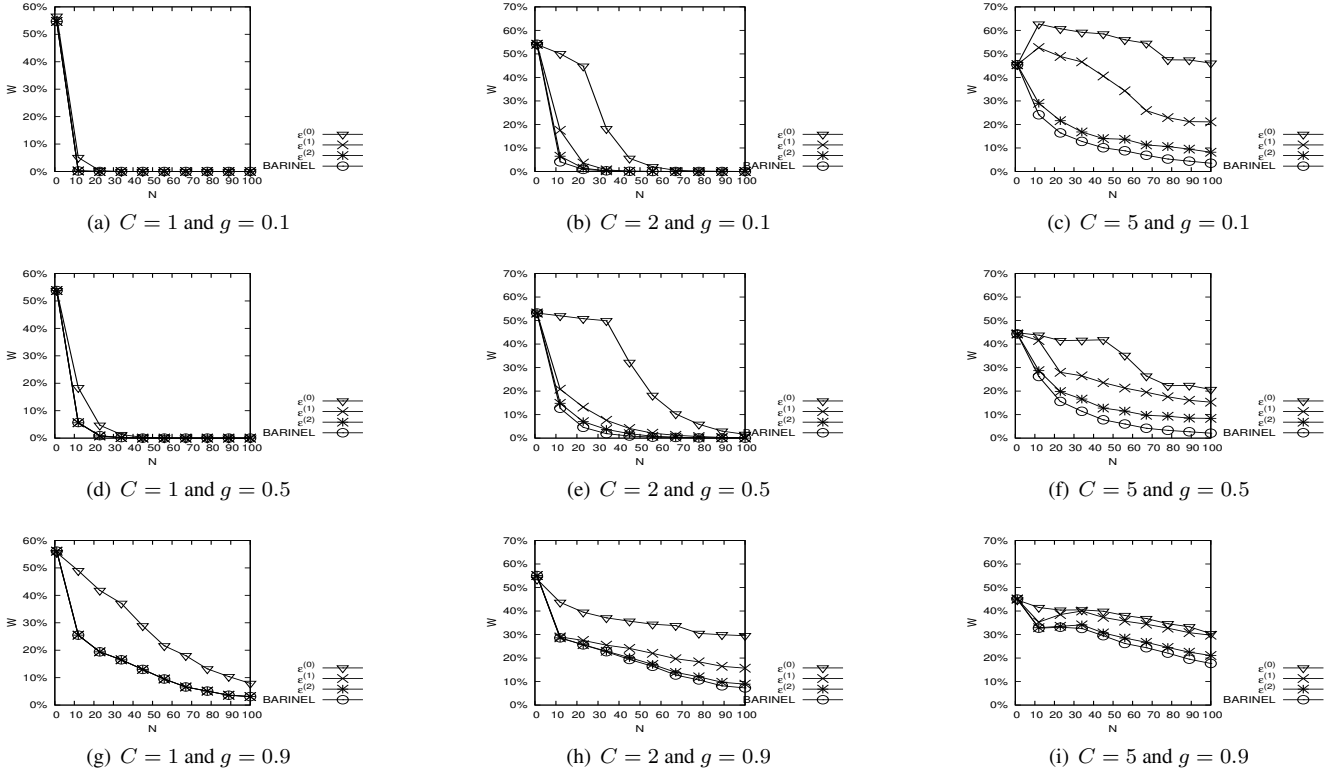 60%
50%
40%
30%
20%
10%
0%
W
0 10 20 30 40 50 60 70 80 90 100
N
ε(0)
ε(1)
ε(2)
BARINEL
(a) C = 1 and g = 0.1
70%
60%
50%
40%
30%
20%
10%
0%
W
0 10 20 30 40 50 60 70 80 90 100
N
ε(0)
ε(1)
ε(2)
BARINEL
(b) C = 2 and g = 0.1
70%
60%
50%
40%
30%
20%
10%
0%
W
0 10 20 30 40 50 60 70 80 90 100
N
ε(0)
ε(1)
ε(2)
BARINEL
(c) C = 5 and g = 0.1
60%
50%
40%
30%
20%
10%
0%
W
0 10 20 30 40 50 60 70 80 90 100
N
ε(0)
ε(1)
ε(2)
BARINEL
(d) C = 1 and g = 0.5
70%
60%
50%
40%
30%
20%
10%
0%
W
0 10 20 30 40 50 60 70 80 90 100
N
ε(0)
ε(1)
ε(2)
BARINEL
(e) C = 2 and g = 0.5
70%
60%
50%
40%
30%
20%
10%
0%
W
0 10 20 30 40 50 60 70 80 90 100
N
ε(0)
ε(1)
ε(2)
BARINEL
(f) C = 5 and g = 0.5
60%
50%
40%
30%
20%
10%
0%
W
0 10 20 30 40 50 60 70 80 90 100
N
ε(0)
ε(1)
ε(2)
BARINEL
(g) C = 1 and g = 0.9
70%
60%
50%
40%
30%
20%
10%
0%
W
0 10 20 30 40 50 60 70 80 90 100
N
ε(0)
ε(1)
ε(2)
BARINEL
(h) C = 2 and g = 0.9
70%
60%
50%
40%
30%
20%
10%
0%
W
0 10 20 30 40 50 60 70 80 90 100
N
ε(0)
ε(1)
ε(2)
BARINEL
(i) C = 5 and g = 0.9